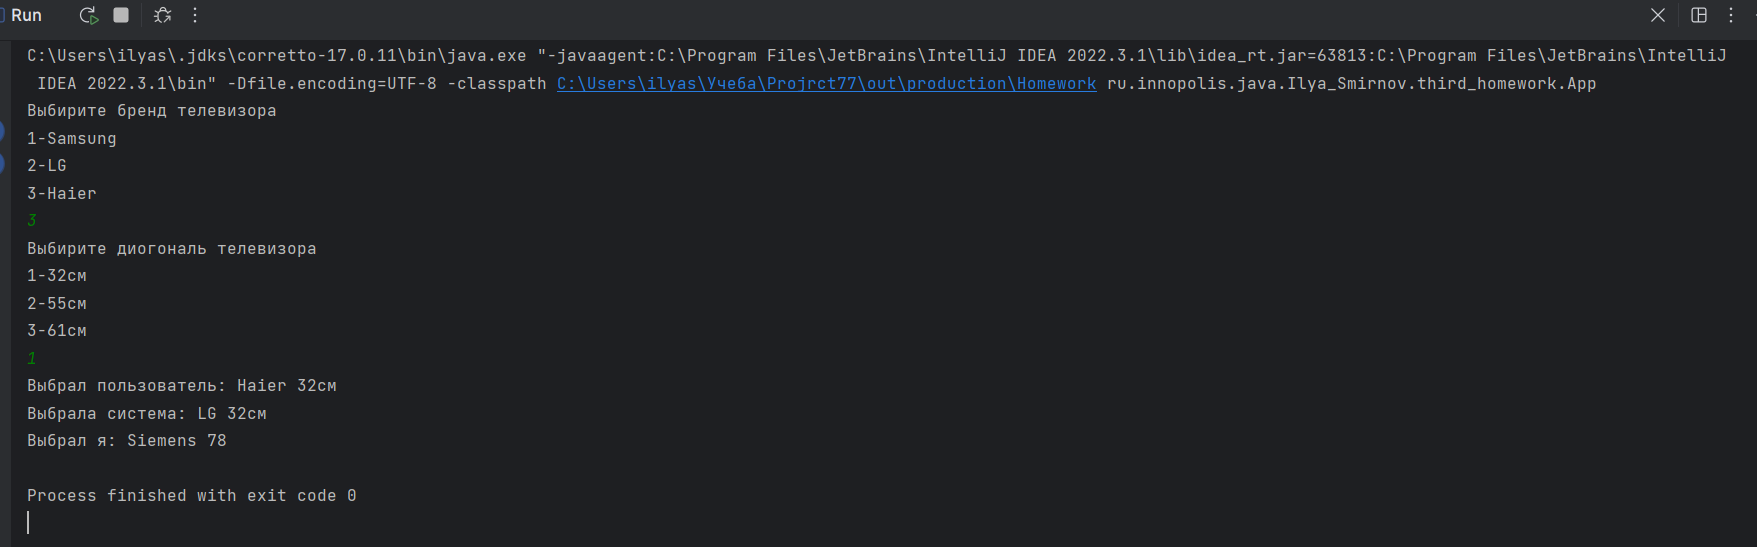 Run
C:\Users\ilyas\.jdks\corretto-17.0.11\bin\java.exe "-javaagent:C:\Program Files\JetBrains\IntelliJ IDEA 2022.3.1\lib\idea_rt.jar=63813:C:\Program Files\JetBrains\IntelliJ
IDEA 2022.3.1\bin" -Dfile.encoding=UTF-8 -classpath C:\Users\ilyas\Учеба\Projrct77\out\production\Homework ru.innopolis.java.Ilya_Smirnov.third_homework.App
Выбирите бренд телевизора
1-Samsung
2-LG
3-Haier
3
Выбирите диогональ телевизора
1-32см
2-55см
3-61см
1
Выбрал пользователь: Haier 32см
Выбрала система: LG 32см
Выбрал я: Siemens 78
Process finished with exit code 0